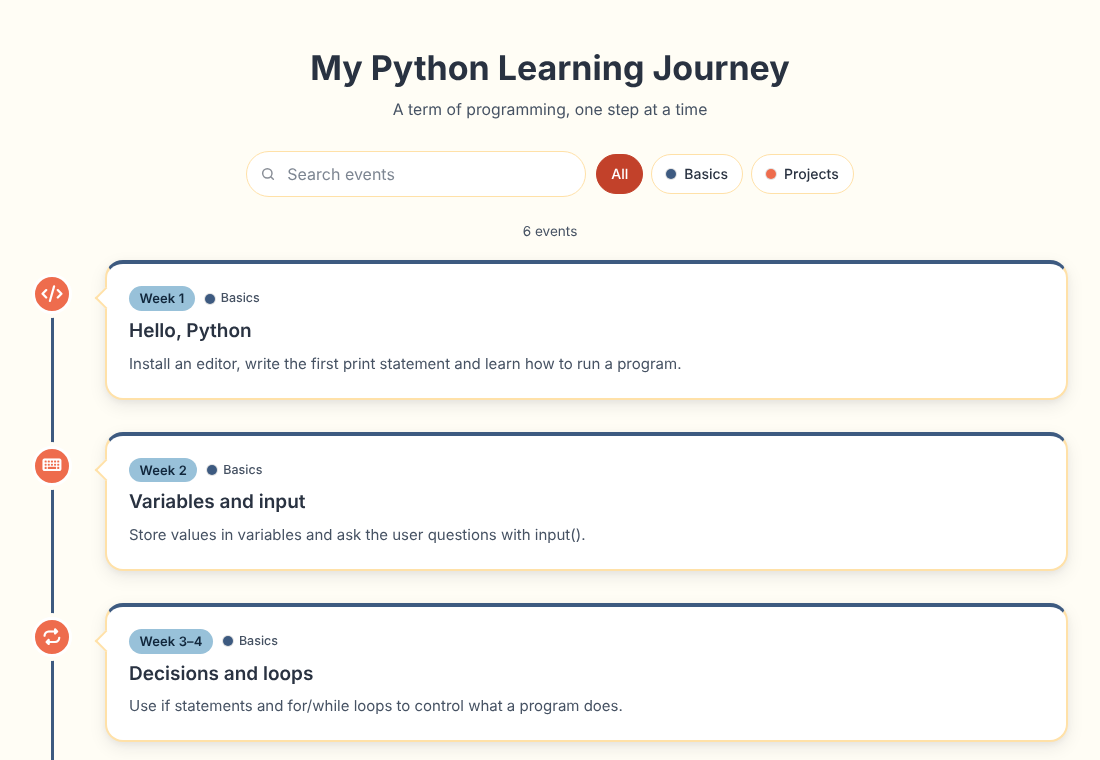 My Python Learning Journey
A term of programming, one step at a time
Search events
All
Basics
Projects
6 events
Week 1
Basics
Hello, Python
Install an editor, write the first print statement and learn how to run a program.
Week 2
Basics
Variables and input
Store values in variables and ask the user questions with input().
Week 3–4
Basics
Decisions and loops
Use if statements and for/while loops to control what a program does.